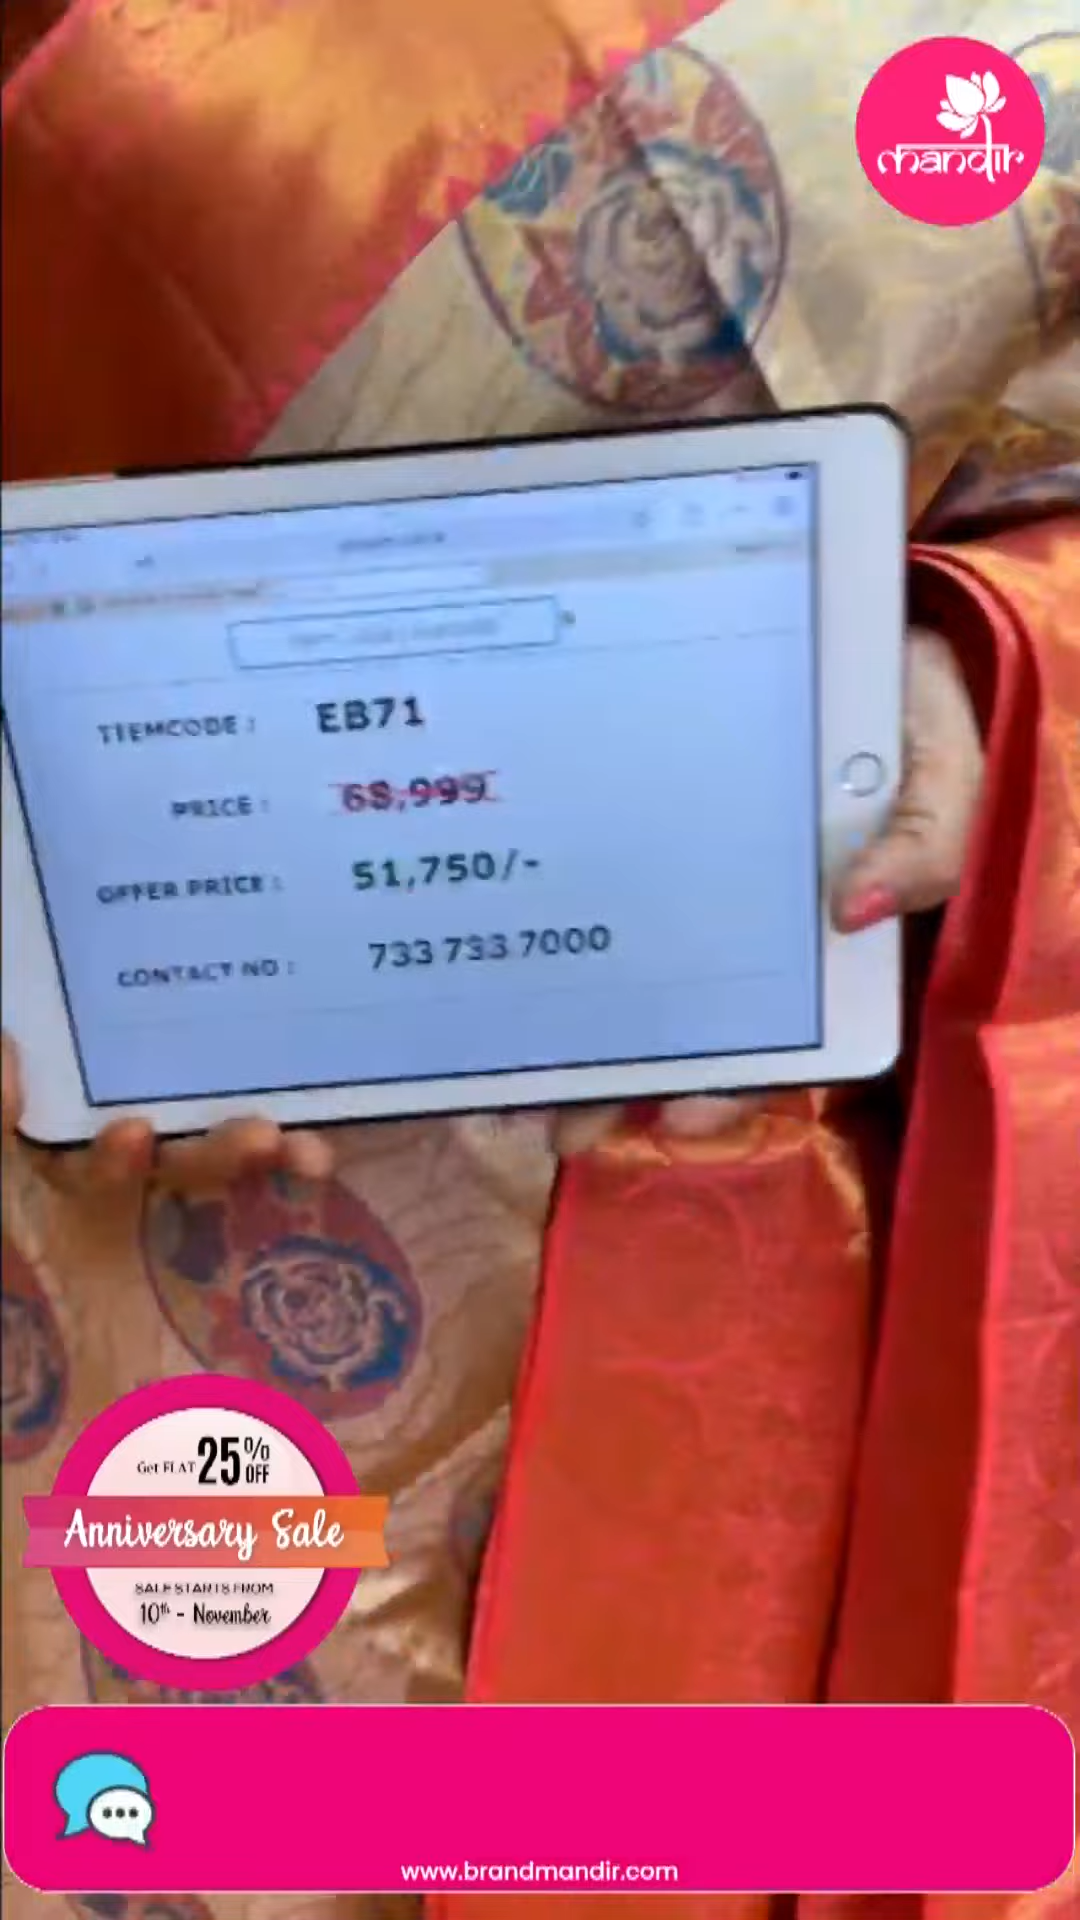 mandir
ITEMCODE : EB71
PRICE : 68,999
OFFER PRICE : 51,750/-
CONTACT NO : 733 733 7000
Get FLAT 25% OFF
Anniversary Sale
SALE STARTS FROM
10th - November
www.brandmandir.com